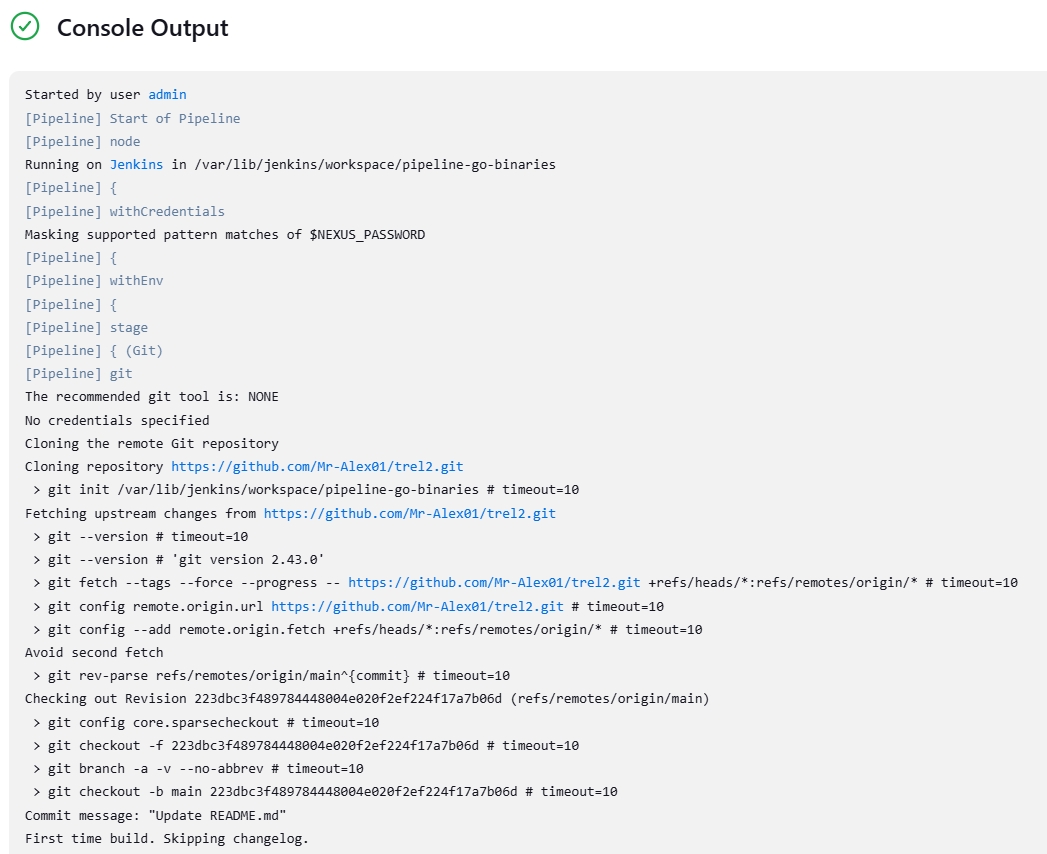 Console Output
Started by user admin
[Pipeline] Start of Pipeline
[Pipeline] node
Running on Jenkins in /var/lib/jenkins/workspace/pipeline-go-binaries
[Pipeline] {
[Pipeline] withCredentials
Masking supported pattern matches of $NEXUS_PASSWORD
[Pipeline] {
[Pipeline] withEnv
[Pipeline] {
[Pipeline] stage
[Pipeline] { (Git)
[Pipeline] git
The recommended git tool is: NONE
No credentials specified
Cloning the remote Git repository
Cloning repository https://github.com/Mr-Alex01/trel2.git
 > git init /var/lib/jenkins/workspace/pipeline-go-binaries # timeout=10
Fetching upstream changes from https://github.com/Mr-Alex01/trel2.git
 > git --version # timeout=10
 > git --version # 'git version 2.43.0'
 > git fetch --tags --force --progress -- https://github.com/Mr-Alex01/trel2.git +refs/heads/*:refs/remotes/origin/* # timeout=10
 > git config remote.origin.url https://github.com/Mr-Alex01/trel2.git # timeout=10
 > git config --add remote.origin.fetch +refs/heads/*:refs/remotes/origin/* # timeout=10
Avoid second fetch
 > git rev-parse refs/remotes/origin/main^{commit} # timeout=10
Checking out Revision 223dbc3f489784448004e020f2ef224f17a7b06d (refs/remotes/origin/main)
 > git config core.sparsecheckout # timeout=10
 > git checkout -f 223dbc3f489784448004e020f2ef224f17a7b06d # timeout=10
 > git branch -a -v --no-abbrev # timeout=10
 > git checkout -b main 223dbc3f489784448004e020f2ef224f17a7b06d # timeout=10
Commit message: "Update README.md"
First time build. Skipping changelog.